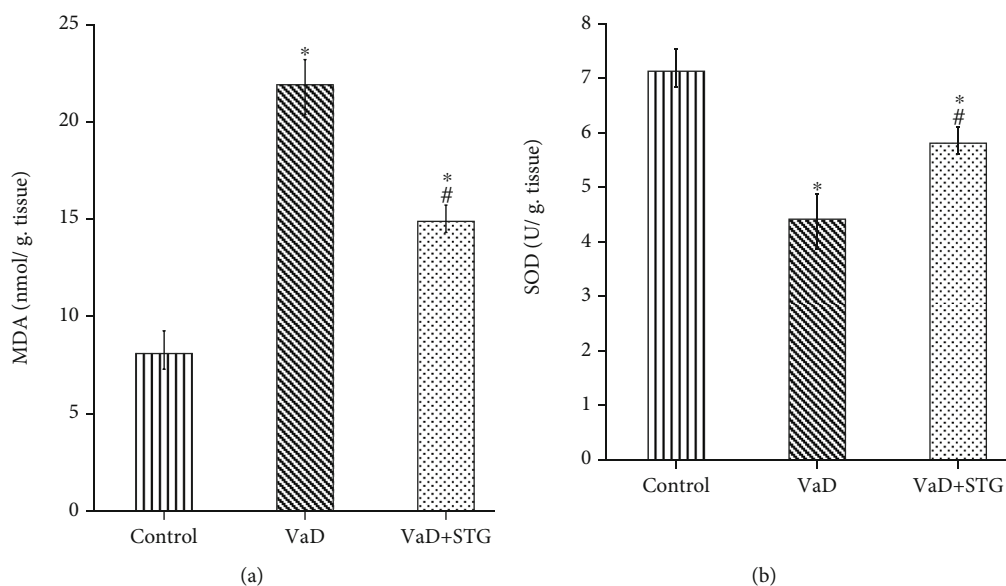 MDA (nmol/ g. tissue)
25
20
15
10
5
0
*
*
#
Control
VaD
VaD+STG
(a)
SOD (U/ g. tissue)
8
7
6
5
4
3
2
1
0
*
*
#
Control
VaD
VaD+STG
(b)